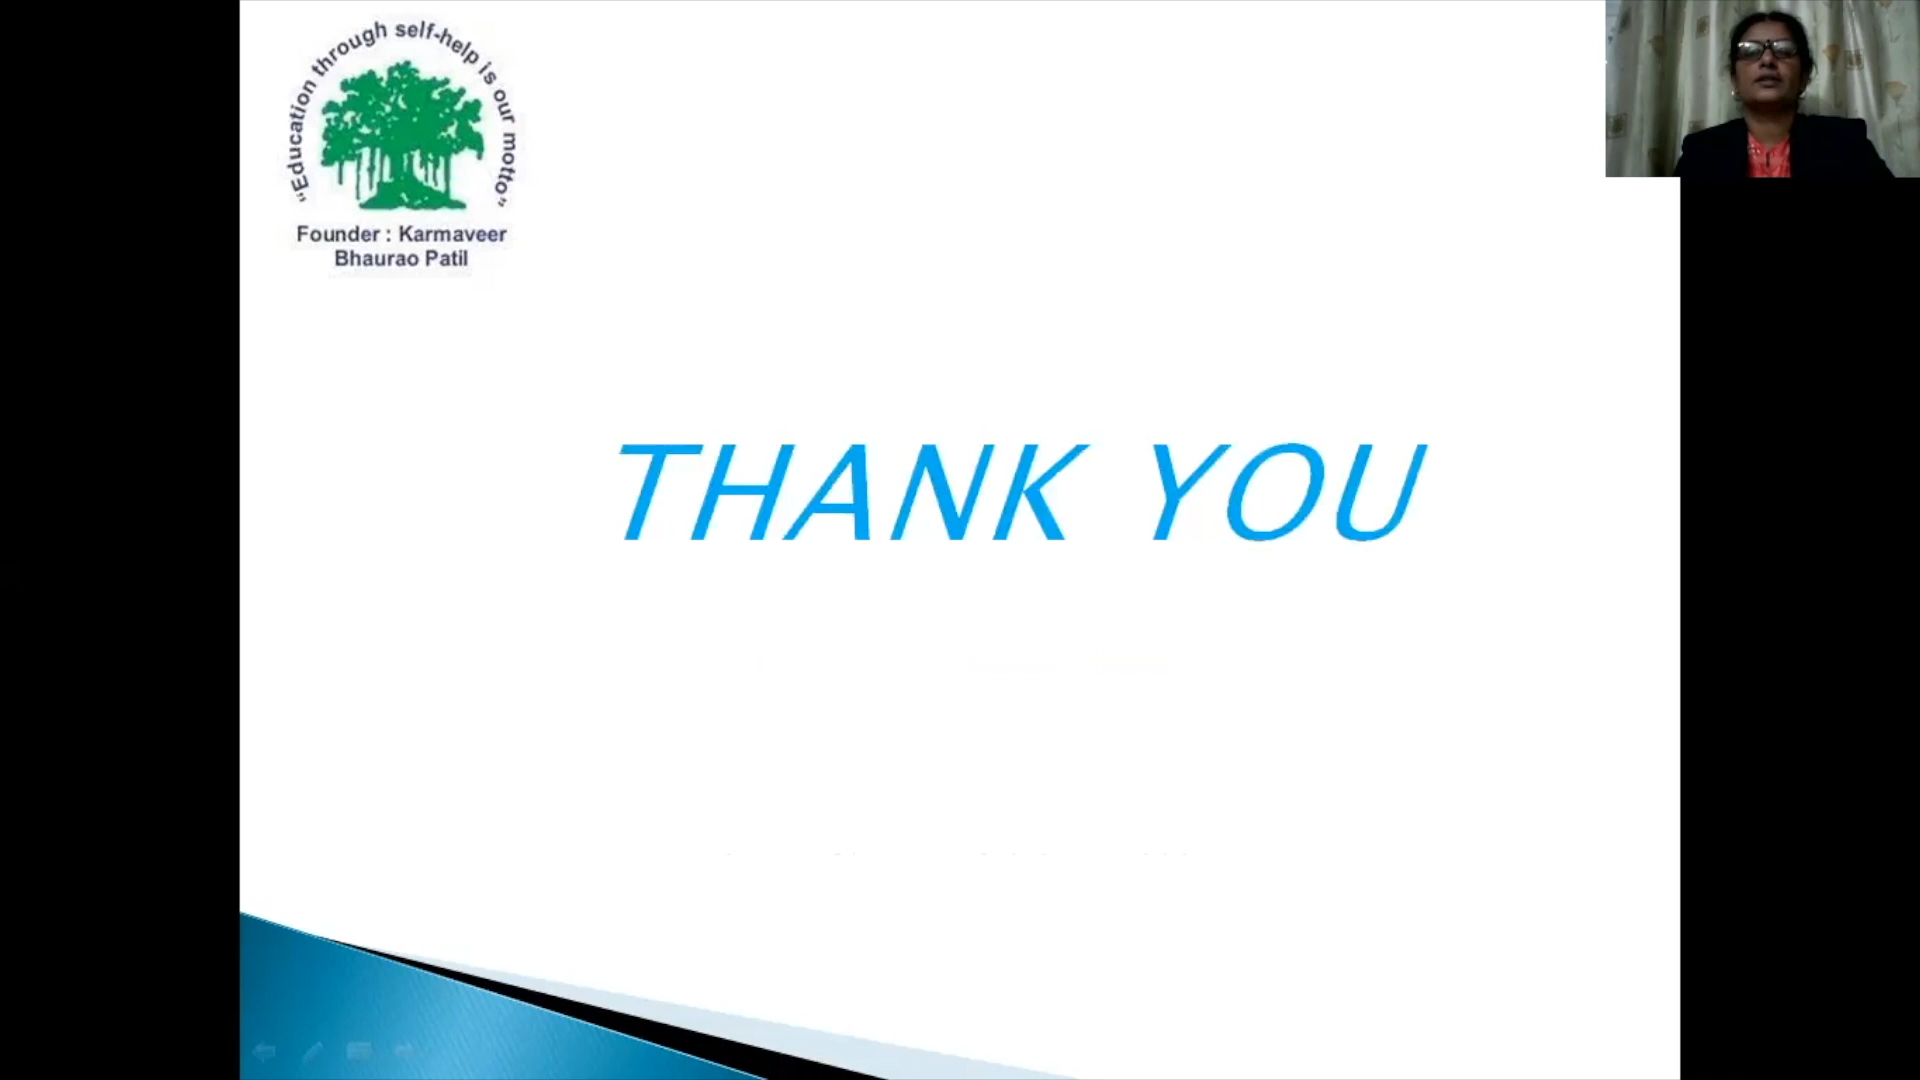 "Education through self-help is our motto"
Founder : Karmaveer
Bhaurao Patil
THANK YOU